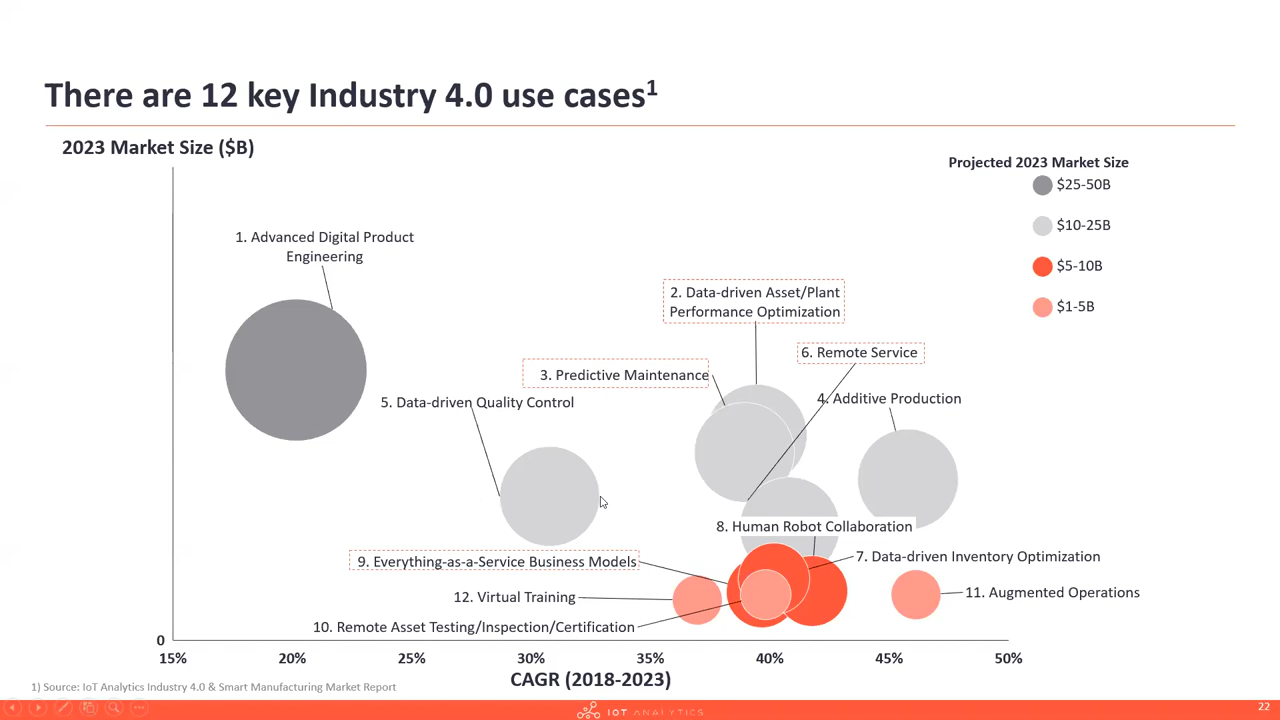 There are 12 key Industry 4.0 use cases1
2023 Market Size ($B)
Projected 2023 Market Size
$25-50B
$10-25B
$5-10B
$1-5B
1. Advanced Digital Product
Engineering
2. Data-driven Asset/Plant
Performance Optimization
6. Remote Service
3. Predictive Maintenance
4. Additive Production
5. Data-driven Quality Control
8. Human Robot Collaboration
7. Data-driven Inventory Optimization
9. Everything-as-a-Service Business Models
11. Augmented Operations
12. Virtual Training
10. Remote Asset Testing/Inspection/Certification
0
15% 20% 25% 30% 35% 40% 45% 50%
CAGR (2018-2023)
1) Source: IoT Analytics Industry 4.0 & Smart Manufacturing Market Report
IOT ANALYTICS
22